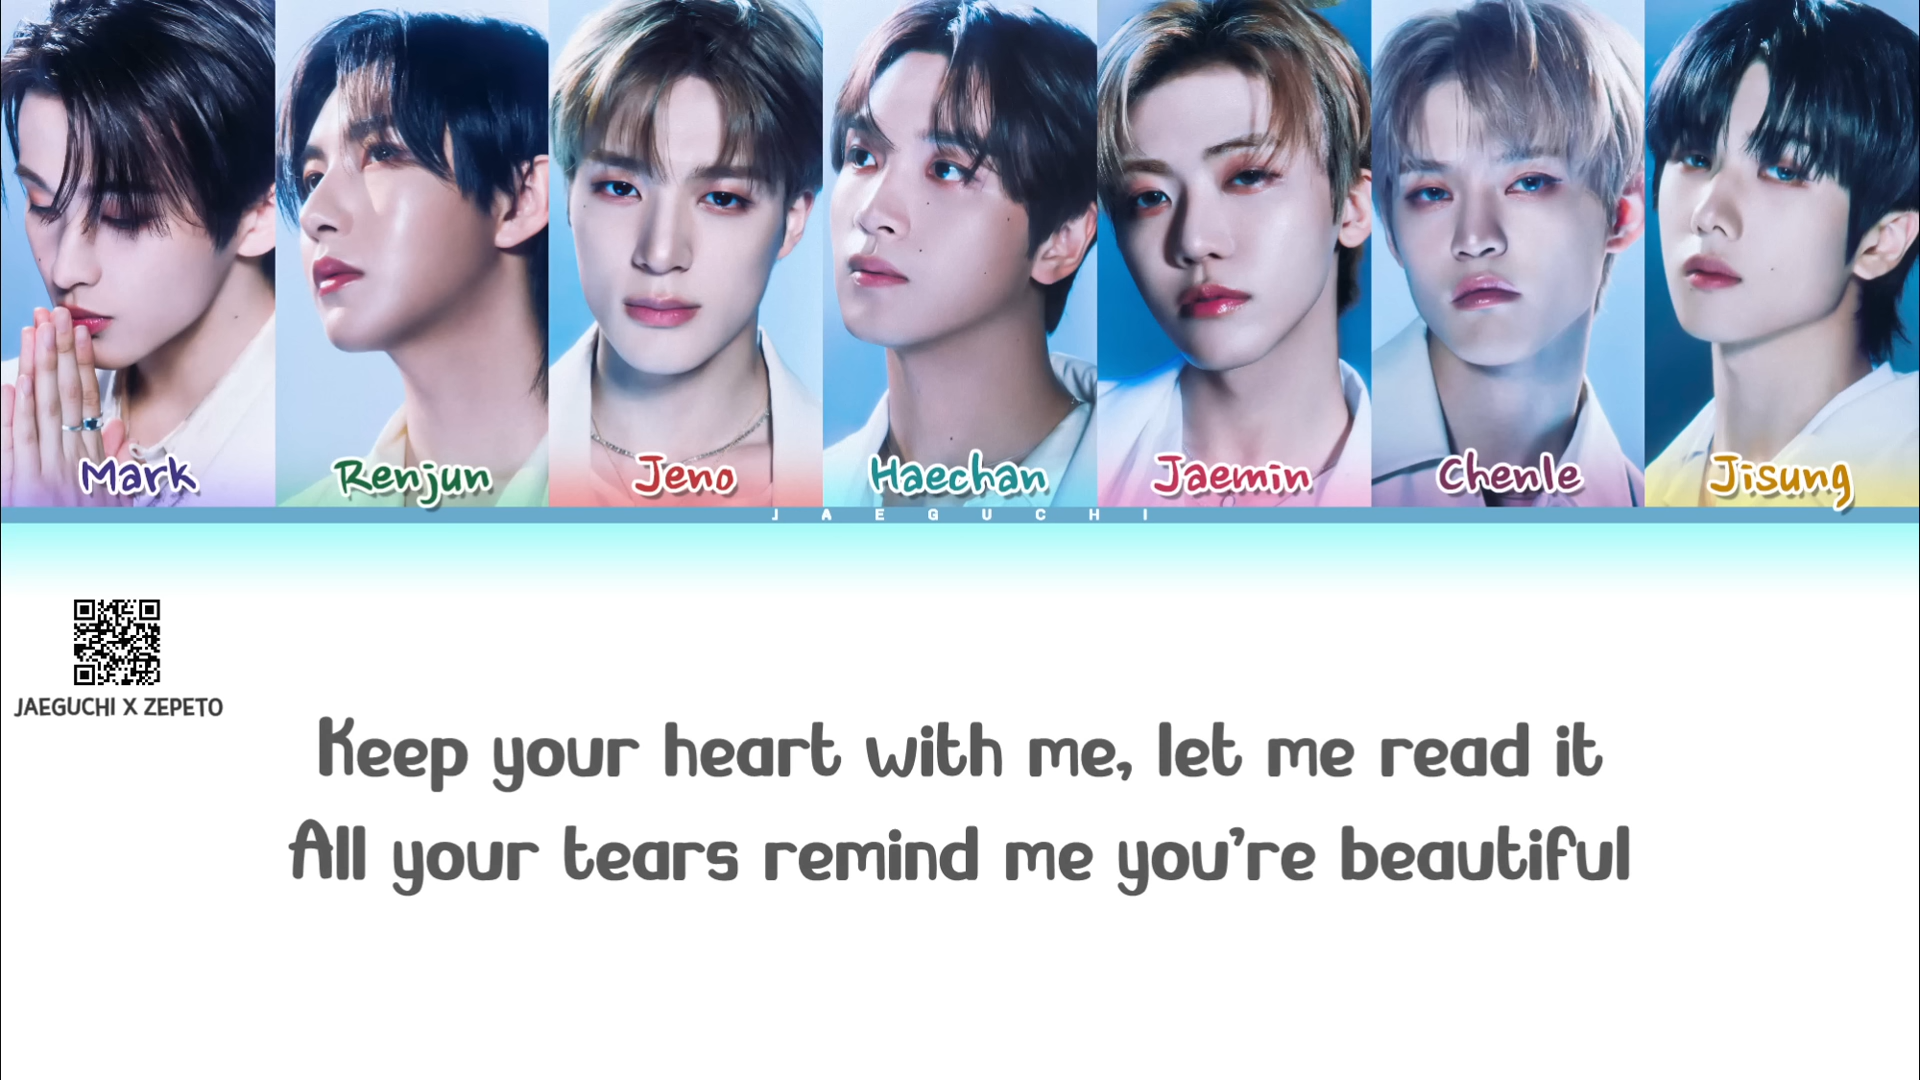 Mark Renjun Jeno Haechan Jaemin Chenle Jisung
JAEGUCHI
JAEGUCHI X ZEPETO
Keep your heart with me, let me read it
All your tears remind me you’re beautiful